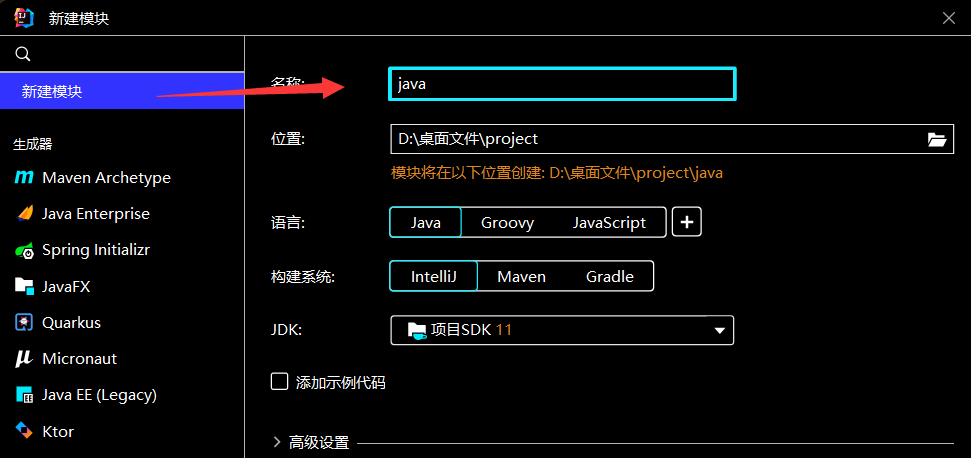 新建模块
新建模块
生成器
Maven Archetype
Java Enterprise
Spring Initializr
JavaFX
Quarkus
Micronaut
Java EE (Legacy)
Ktor
名称: java
位置: D:\桌面文件\project
模块将在以下位置创建: D:\桌面文件\project\java
语言: Java Groovy JavaScript +
构建系统: IntelliJ Maven Gradle
JDK: 项目SDK 11
添加示例代码
高级设置